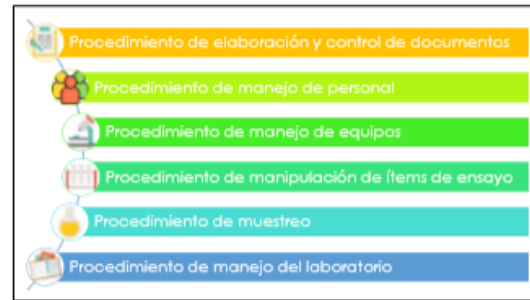 Procedimiento de elaboración y control de documentos
Procedimiento de manejo de personal
Procedimiento de manejo de equipos
Procedimiento de manipulación de ítems de ensayo
Procedimiento de muestreo
Procedimiento de manejo del laboratorio